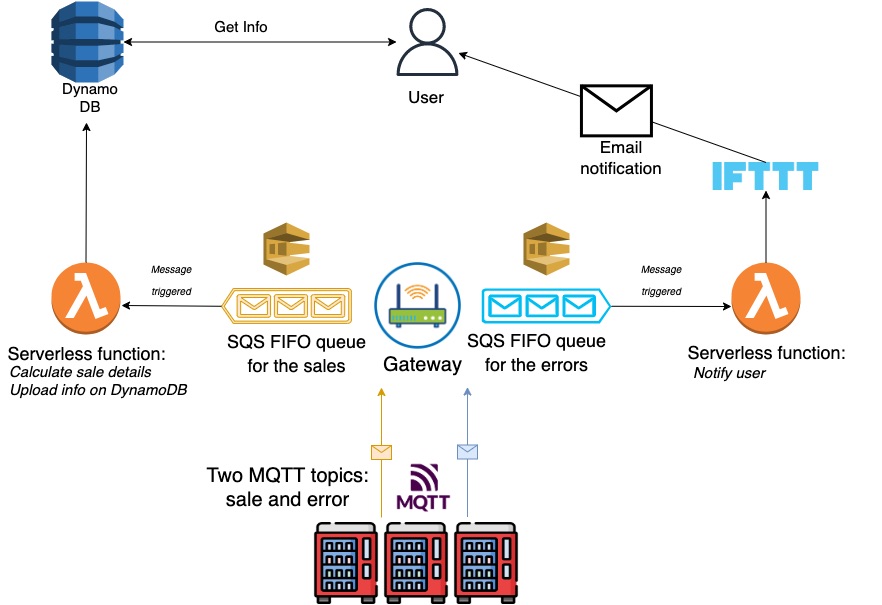 Get Info
Dynamo
DB
User
Email
notification
IFTTT
Message
triggered
Message
triggered
SQS FIFO queue
for the sales
Gateway
SQS FIFO queue
for the errors
Serverless function:
Calculate sale details
Upload info on DynamoDB
Serverless function:
Notify user
Two MQTT topics:
sale and error
MQTT